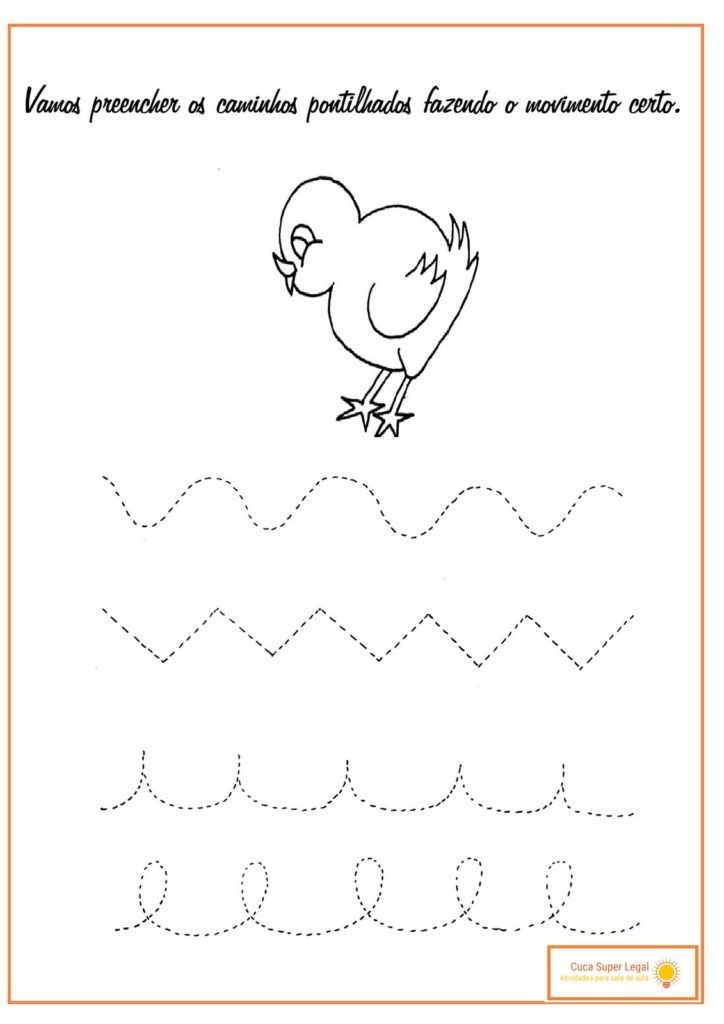 Vamos preencher os caminhos pontilhados fazendo o movimento certo.
Cuca Super Legal
Atividades para sala de aula